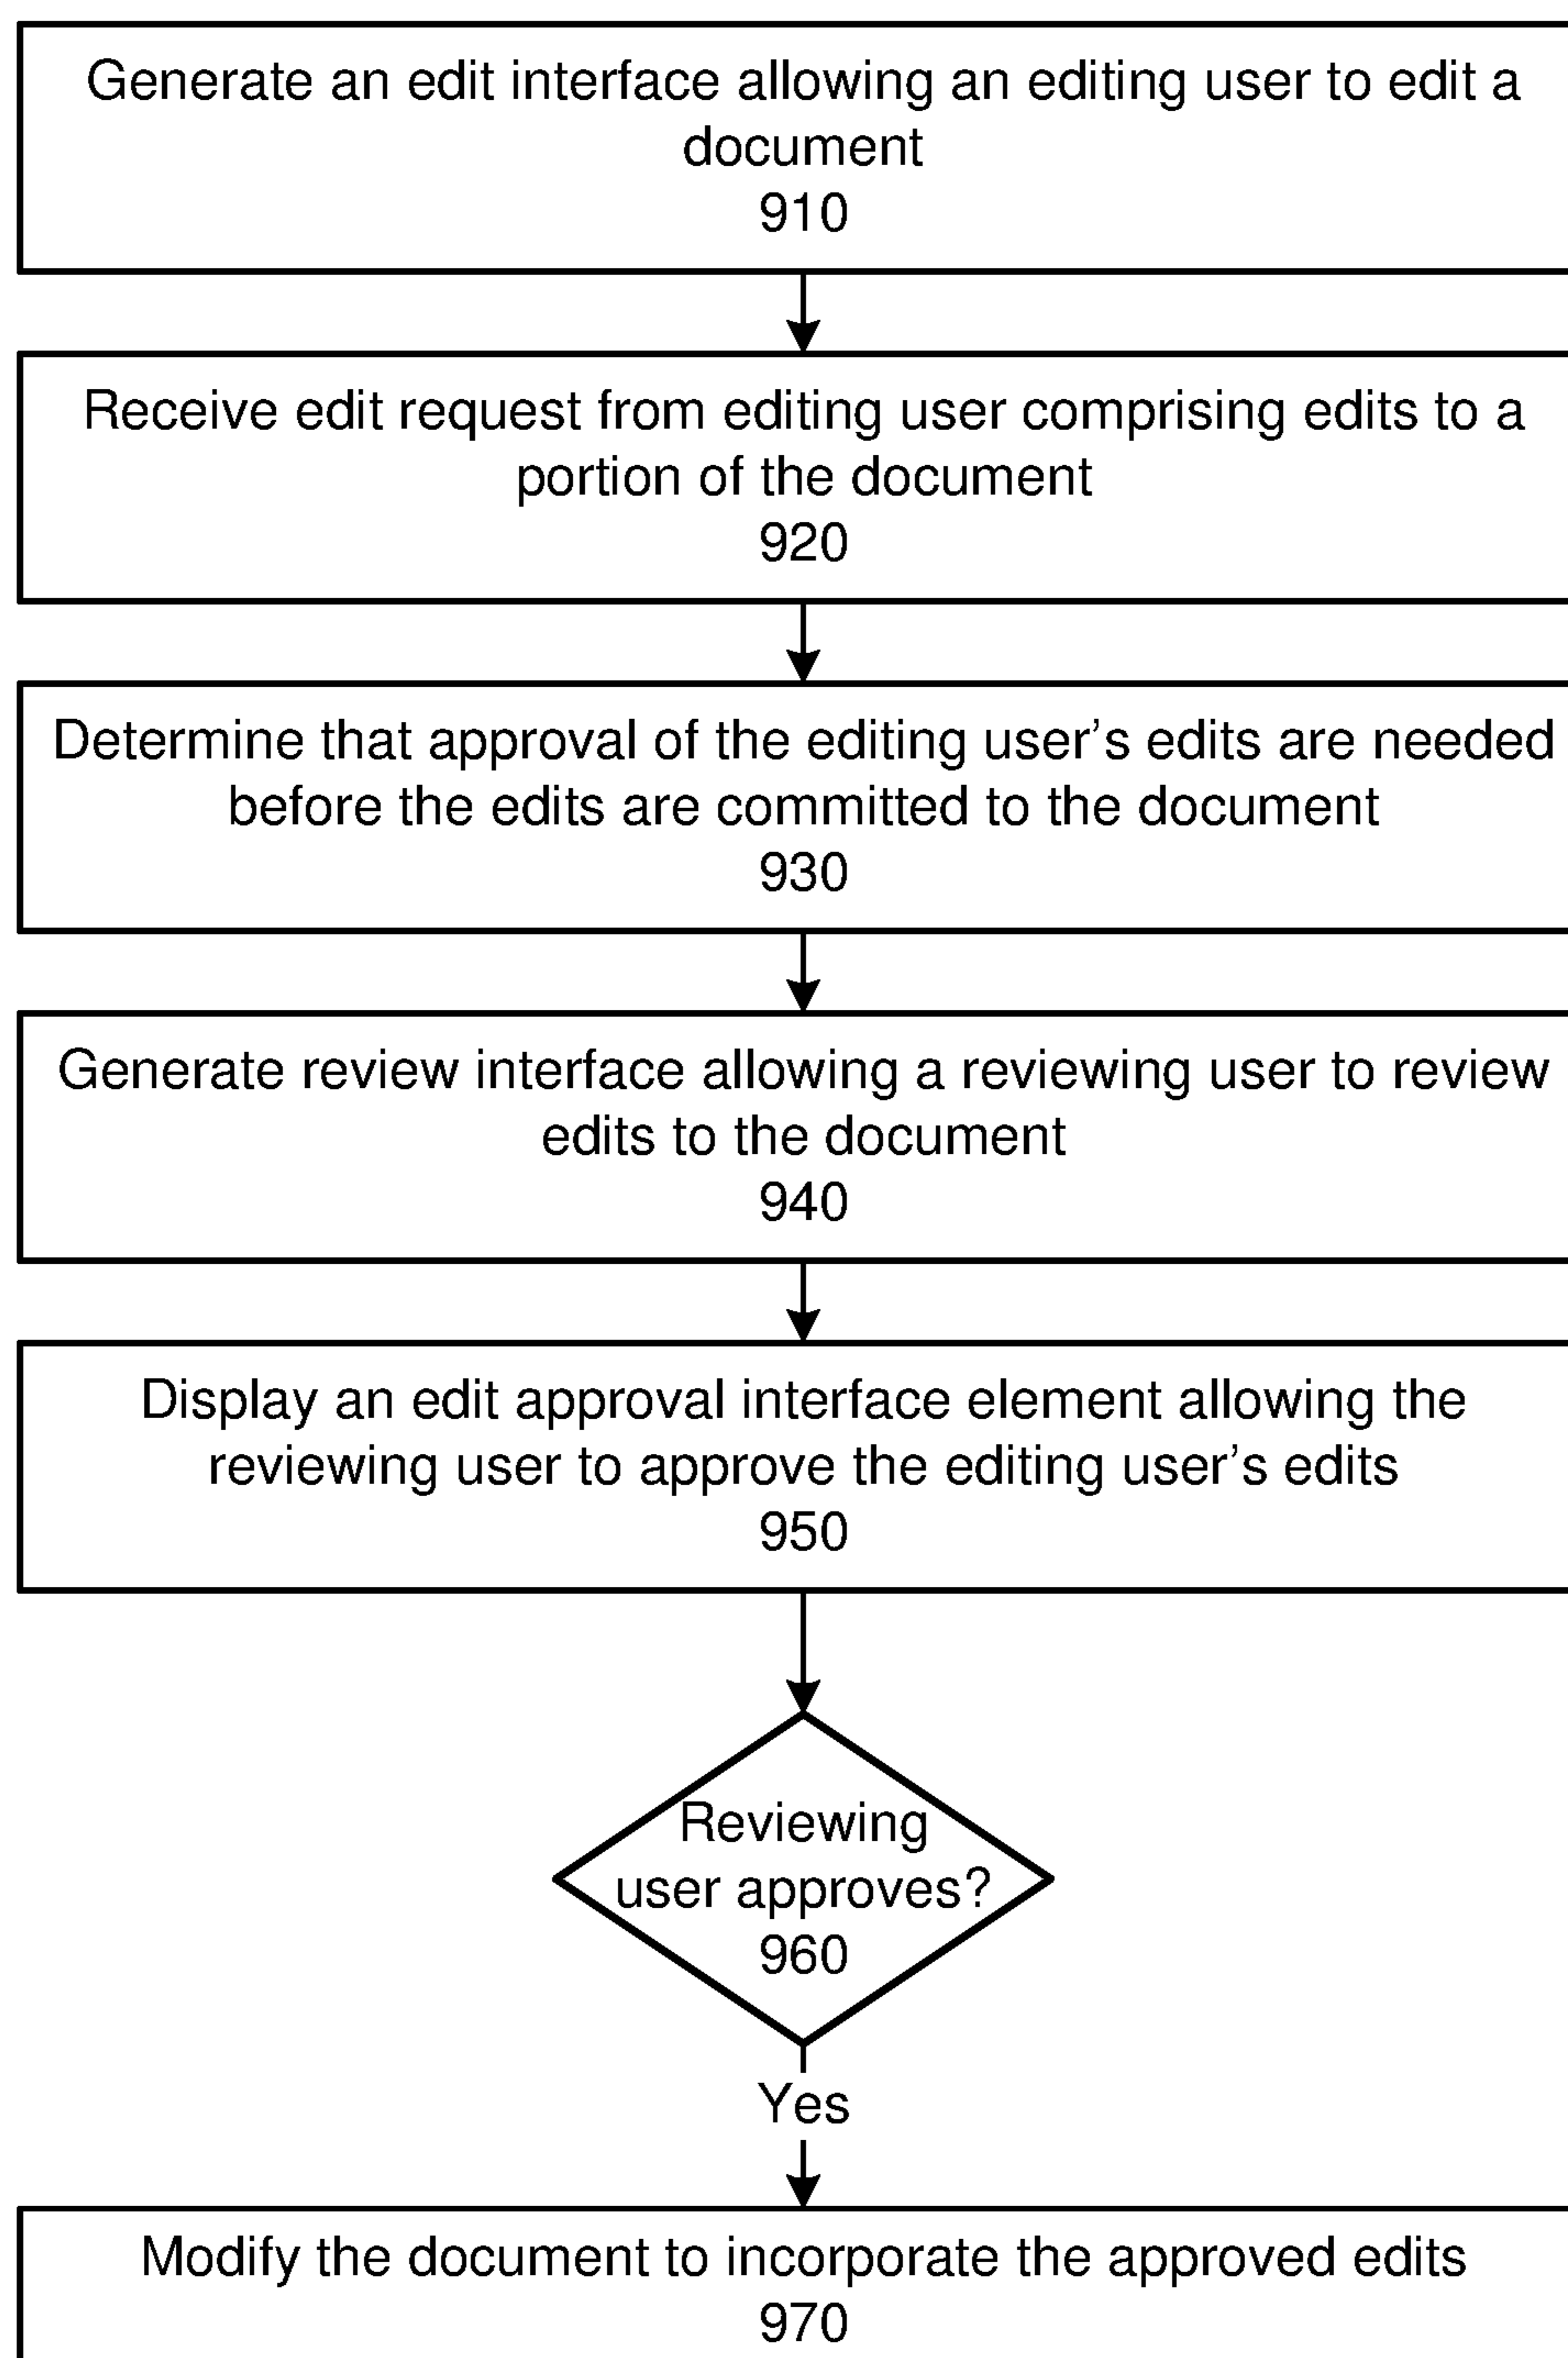 Generate an edit interface allowing an editing user to edit a
document
910
Receive edit request from editing user comprising edits to a
portion of the document
920
Determine that approval of the editing user’s edits are needed
before the edits are committed to the document
930
Generate review interface allowing a reviewing user to review
edits to the document
940
Display an edit approval interface element allowing the
reviewing user to approve the editing user’s edits
950
Reviewing
user approves?
960
Yes
Modify the document to incorporate the approved edits
970